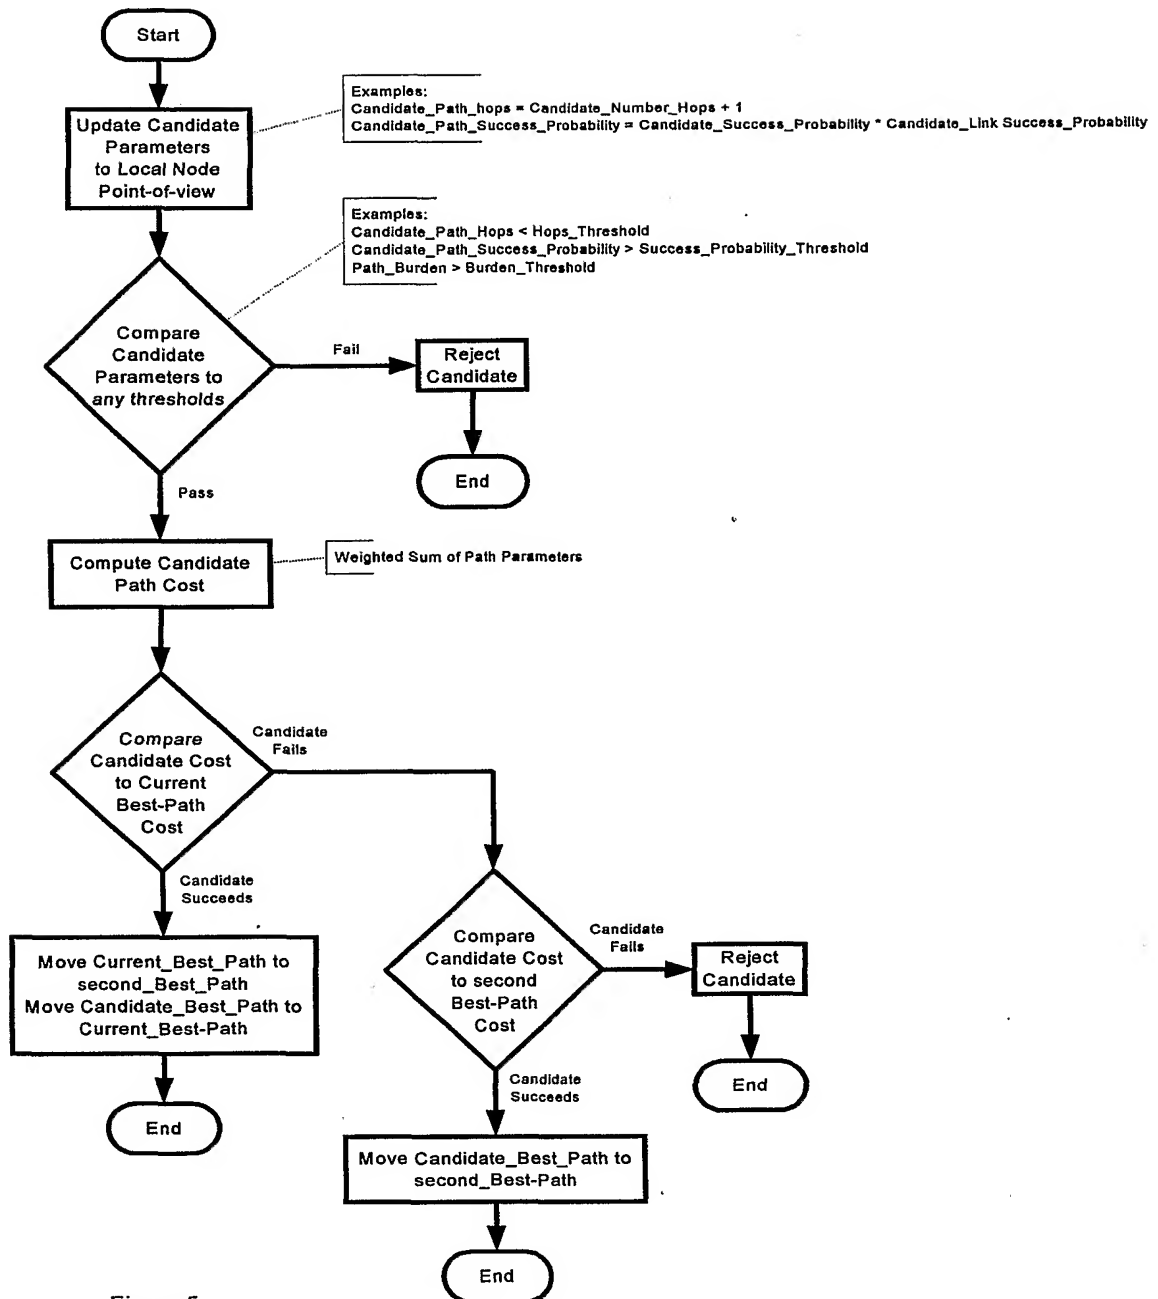 Start
Examples:
Candidate_Path_hops = Candidate_Number_Hops + 1
Candidate_Path_Success_Probability = Candidate_Success_Probability * Candidate_Link Success_Probability
Update Candidate
Parameters
to Local Node
Point-of-view
Examples:
Candidate_Path_Hops < Hops_Threshold
Candidate_Path_Success_Probability > Success_Probability_Threshold
Path_Burden > Burden_Threshold
Compare
Candidate
Parameters to
any thresholds
Fail
Reject
Candidate
End
Pass
Compute Candidate
Path Cost
Weighted Sum of Path Parameters
Compare
Candidate Cost
to Current
Best-Path
Cost
Candidate
Fails
Candidate
Succeeds
Move Current_Best_Path to
second_Best_Path
Move Candidate_Best_Path to
Current_Best-Path
End
Compare
Candidate Cost
to second
Best-Path
Cost
Candidate
Fails
Reject
Candidate
End
Candidate
Succeeds
Move Candidate_Best_Path to
second_Best-Path
End